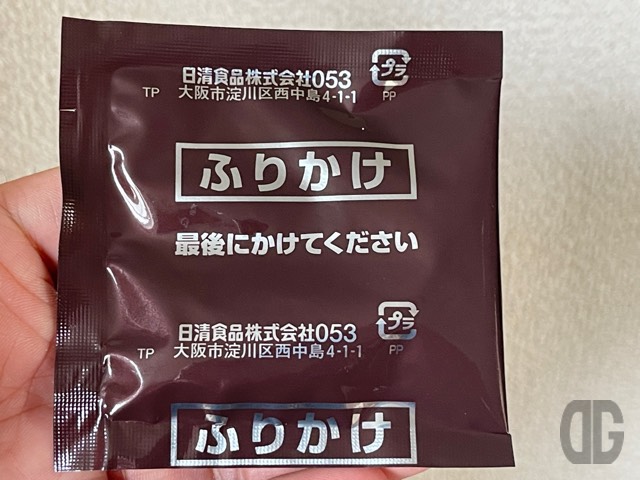 日清食品株式会社053
TP 大阪市淀川区西中島4-1-1
プラ
PP
ふりかけ
最後にかけてください
日清食品株式会社053
TP 大阪市淀川区西中島4-1-1
プラ
PP
ふりかけ
DG